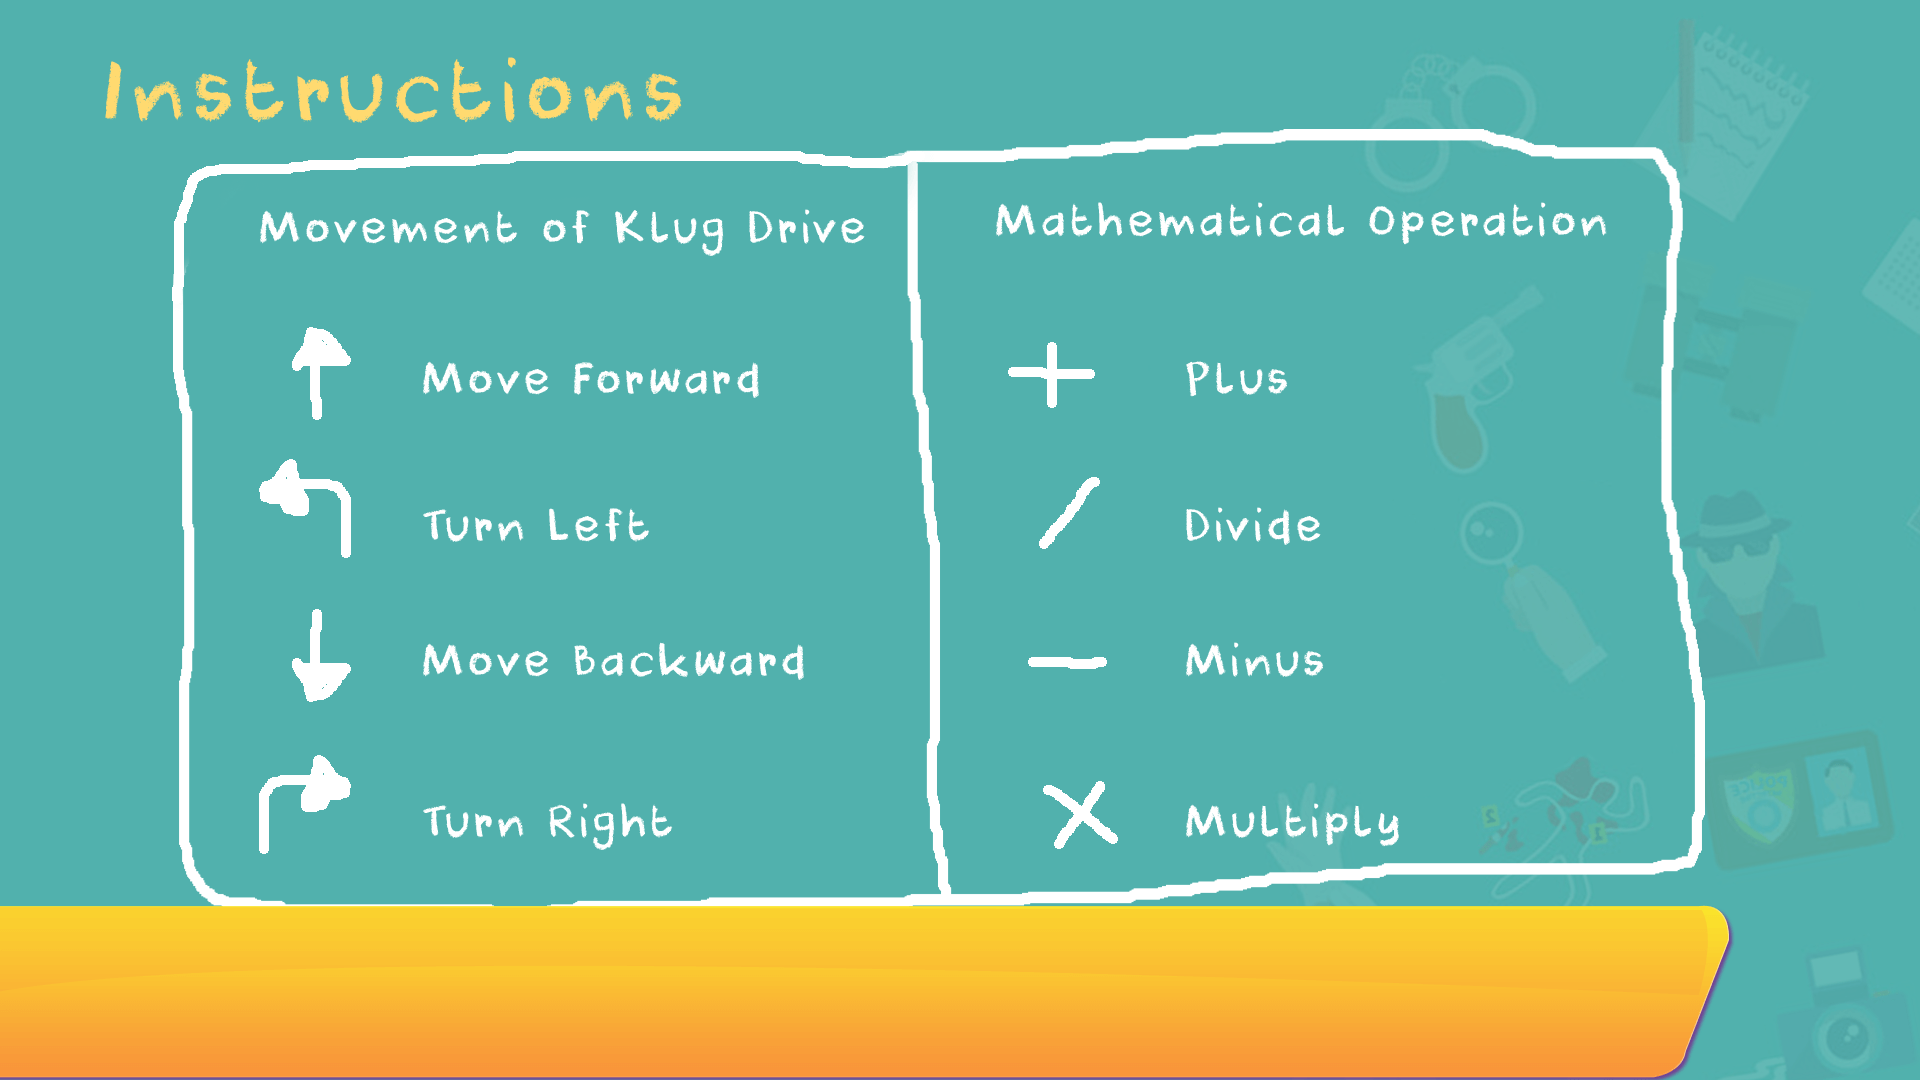 Instructions
Movement of Klug Drive
Move Forward
Turn Left
Move Backward
Turn Right
Mathematical Operation
+ Plus
/ Divide
− Minus
× Multiply